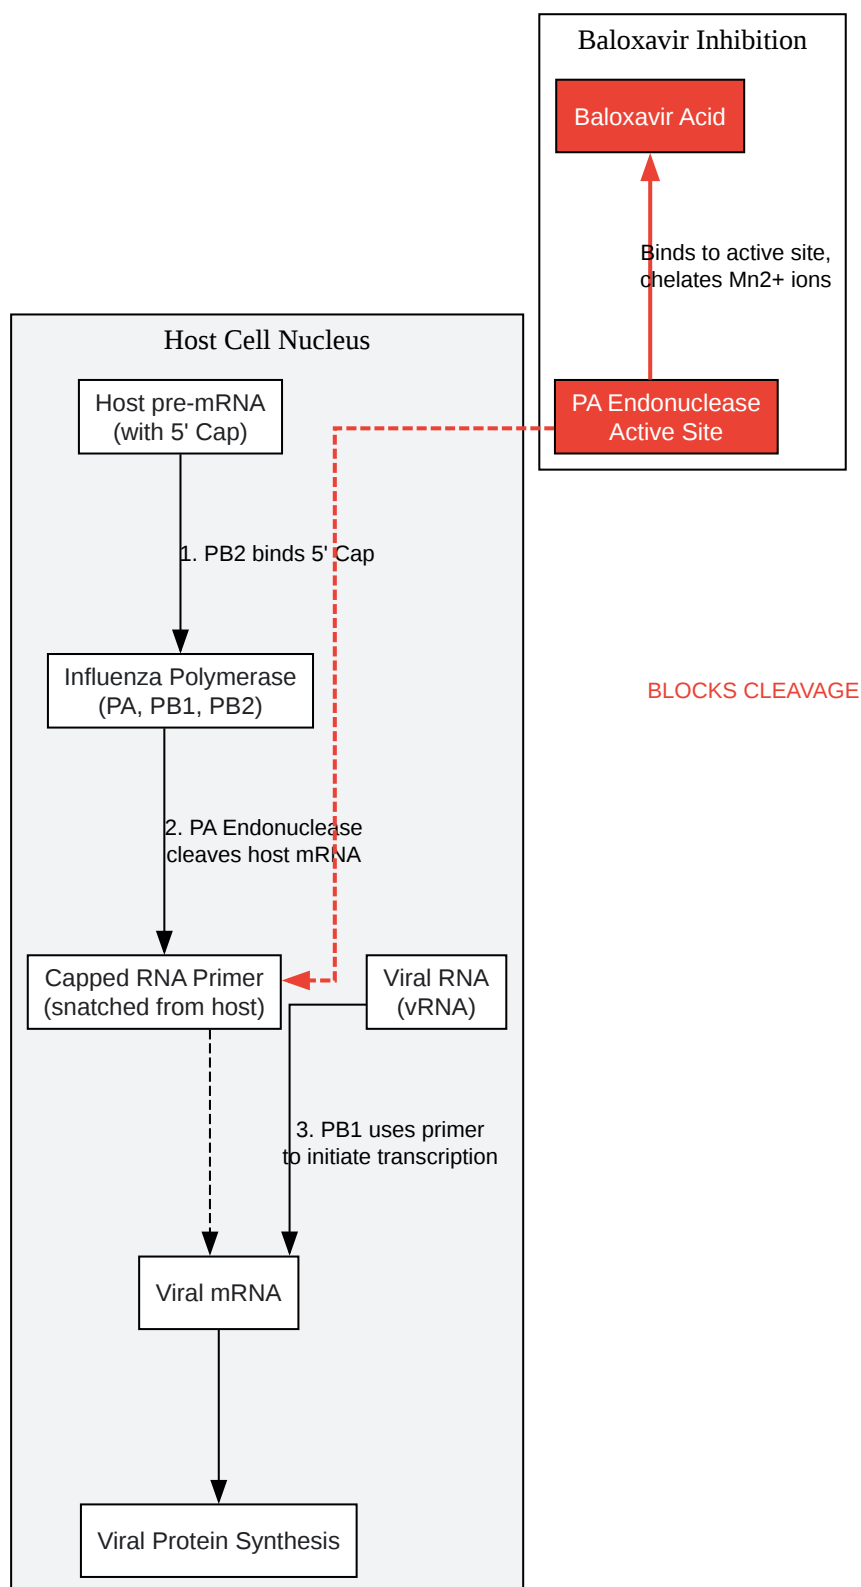 Baloxavir Inhibition
Baloxavir Acid
Binds to active site,
chelates Mn2+ ions
PA Endonuclease
Active Site
Host Cell Nucleus
Host pre-mRNA
(with 5' Cap)
1. PB2 binds 5' Cap
Influenza Polymerase
(PA, PB1, PB2)
BLOCKS CLEAVAGE
2. PA Endonuclease
cleaves host mRNA
Capped RNA Primer
(snatched from host)
Viral RNA
(vRNA)
3. PB1 uses primer
to initiate transcription
Viral mRNA
Viral Protein Synthesis